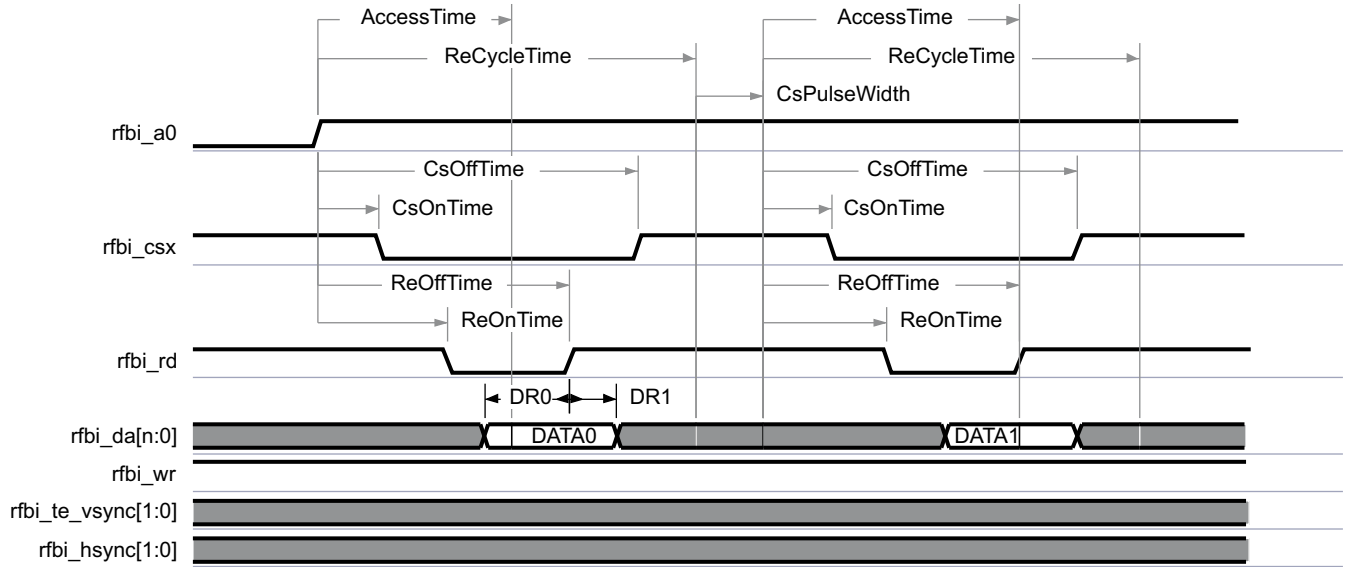 AccessTime AccessTime
ReCycleTime ReCycleTime
CsPulseWidth
rfbi_a0
CsOffTime CsOffTime
CsOnTime CsOnTime
rfbi_csx
ReOffTime ReOffTime
ReOnTime ReOnTime
rfbi_rd
DR0 DR1
rfbi_da[n:0] DATA0 DATA1
rfbi_wr
rfbi_te_vsync[1:0]
rfbi_hsync[1:0]